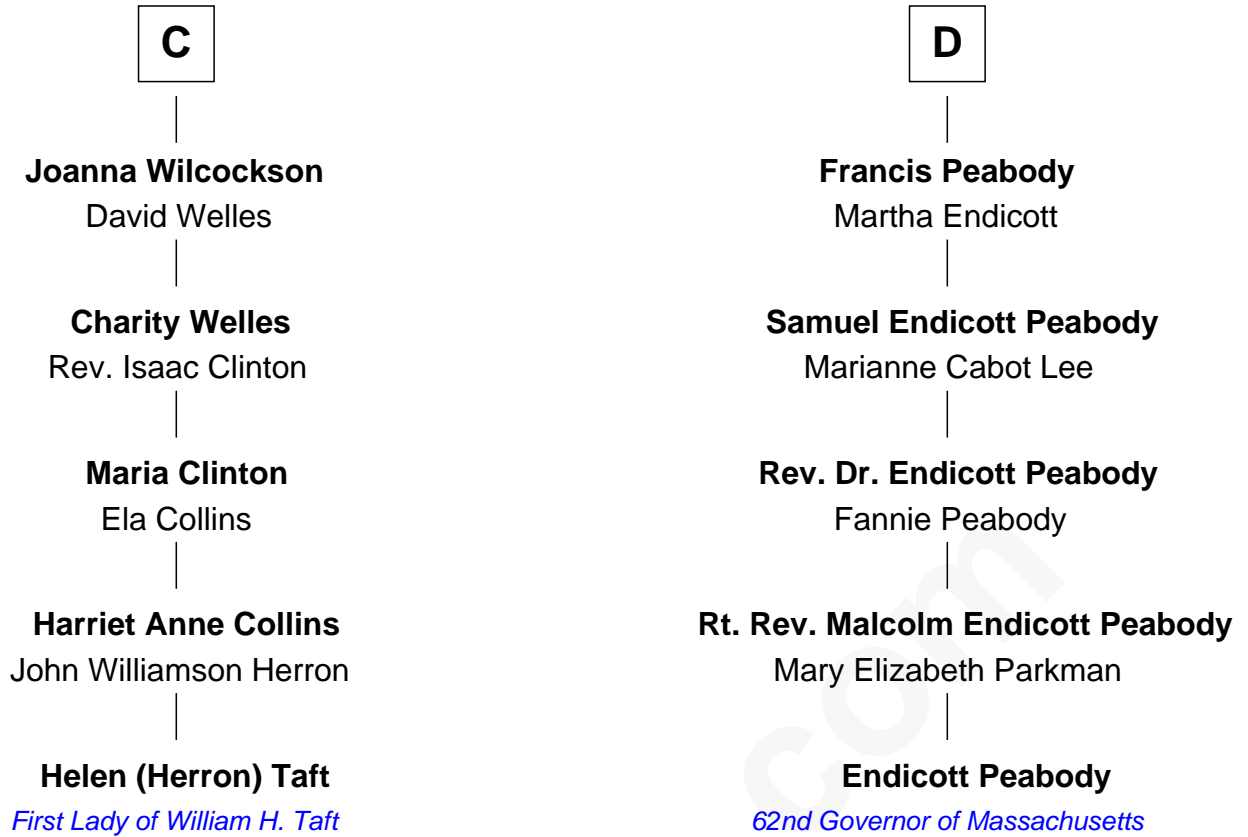 C
Joanna Wilcockson
David Welles
Charity Welles
Rev. Isaac Clinton
Maria Clinton
Ela Collins
Harriet Anne Collins
John Williamson Herron
Helen (Herron) Taft
First Lady of William H. Taft
D
Francis Peabody
Martha Endicott
Samuel Endicott Peabody
Marianne Cabot Lee
Rev. Dr. Endicott Peabody
Fannie Peabody
Rt. Rev. Malcolm Endicott Peabody
Mary Elizabeth Parkman
Endicott Peabody
62nd Governor of Massachusetts
com